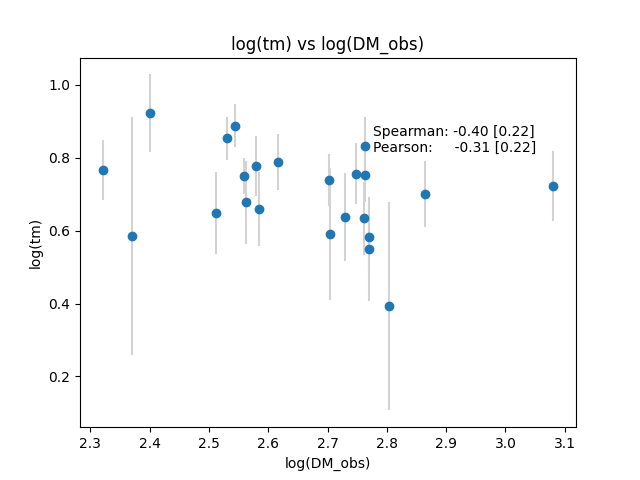 log(tm) vs log(DM_obs)
Spearman: -0.40 [0.22]
Pearson: -0.31 [0.22]
1.0
0.8
0.6
0.4
0.2
log(tm)
2.3 2.4 2.5 2.6 2.7 2.8 2.9 3.0 3.1
log(DM_obs)